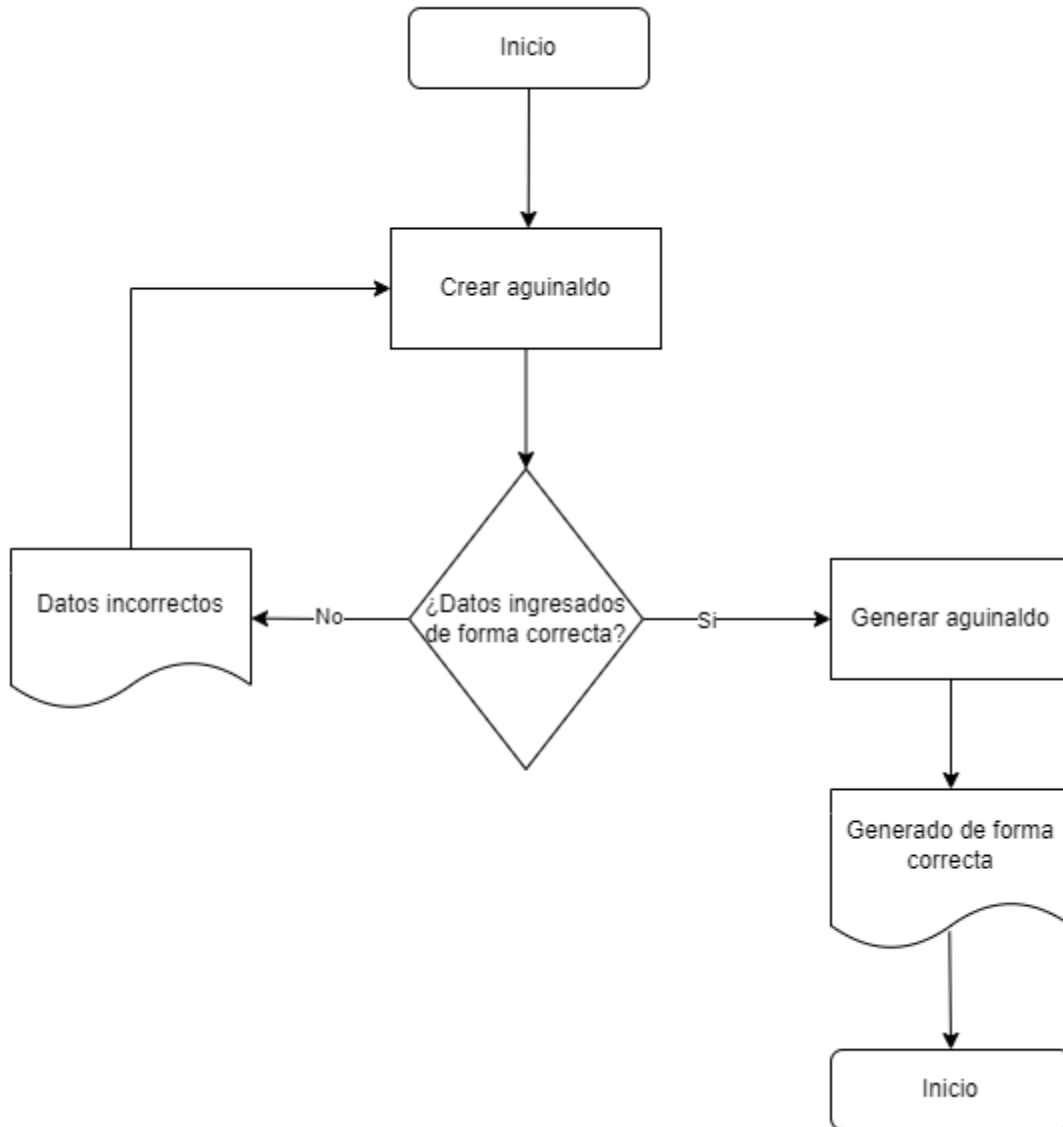 Inicio
Crear aguinaldo
Datos incorrectos
No
¿Datos ingresados
de forma correcta?
Si
Generar aguinaldo
Generado de forma
correcta
Inicio